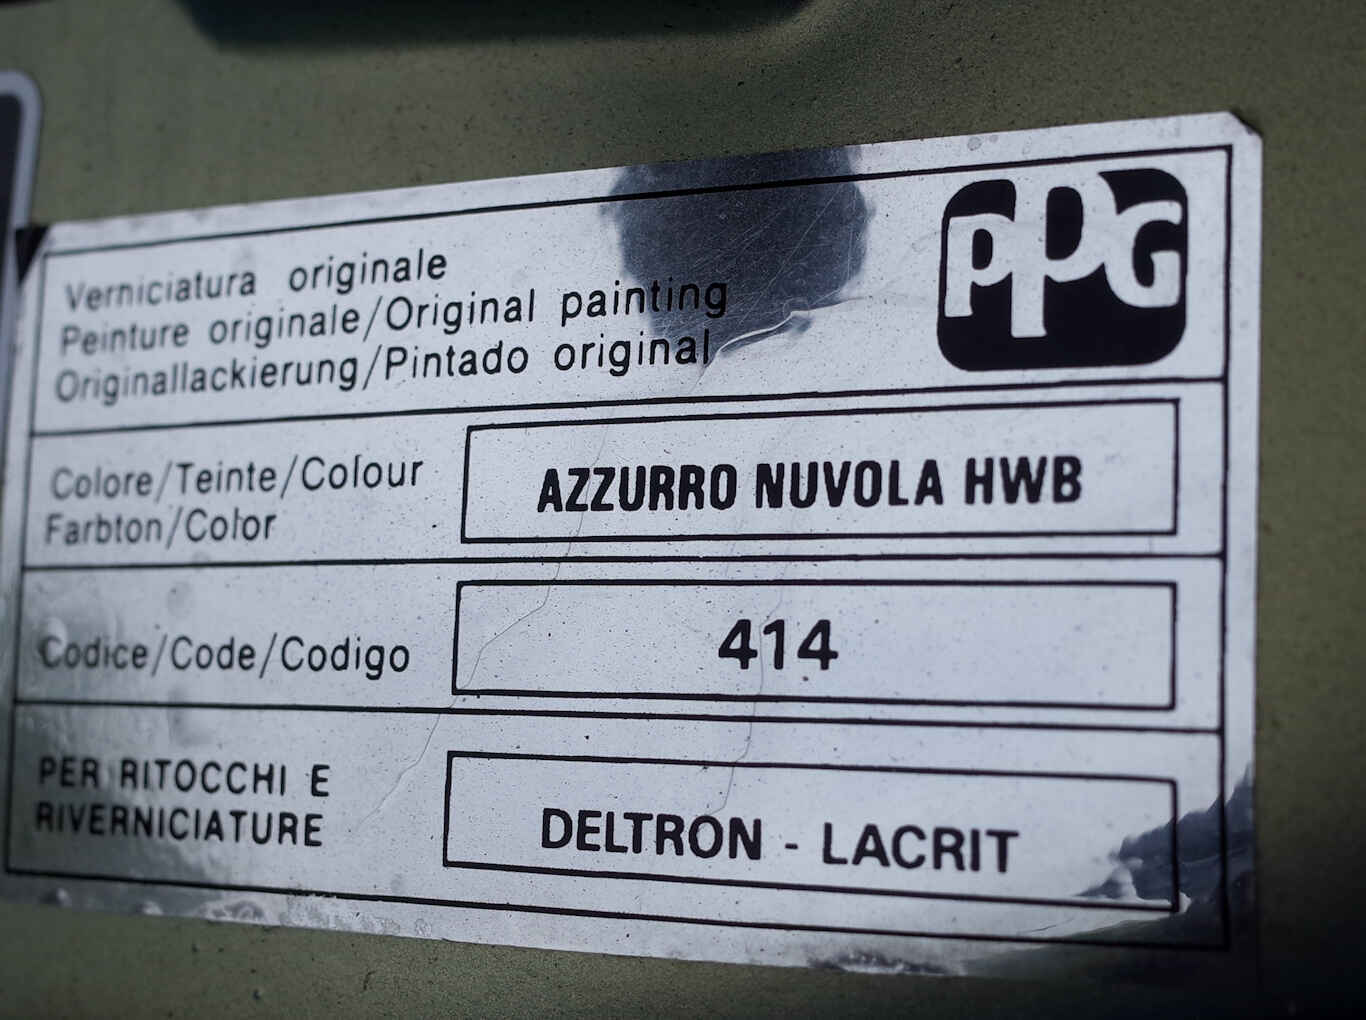 Verniciatura originale
Peinture originale/Original painting
Originallackierung/Pintado original
PPG
Colore/Teinte/Colour
Farbton/Color
AZZURRO NUVOLA HWB
Codice/Code/Codigo
414
PER RITOCCHI E
RIVERNICIATURE
DELTRON - LACRIT